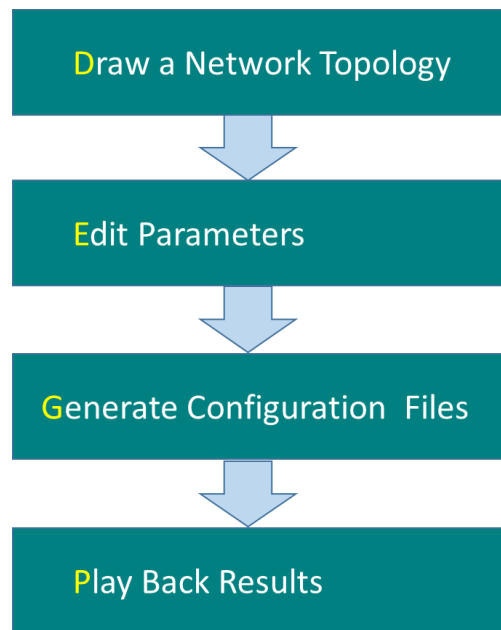 Draw a Network Topology
Edit Parameters
Generate Configuration  Files
Play Back Results